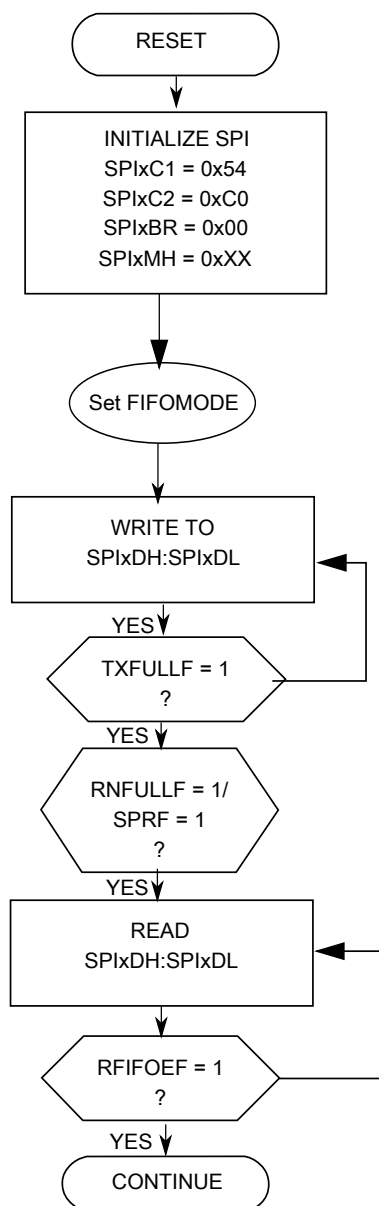 RESET
INITIALIZE SPI
SPIxC1 = 0x54
SPIxC2 = 0xC0
SPIxBR = 0x00
SPIxMH = 0xXX
Set FIFOMODE
WRITE TO
SPIxDH:SPIxDL
YES
TXFULLF = 1
?
YES
RNFULLF = 1/
SPRF = 1
?
YES
READ
SPIxDH:SPIxDL
RFIFOEF = 1
?
YES
CONTINUE